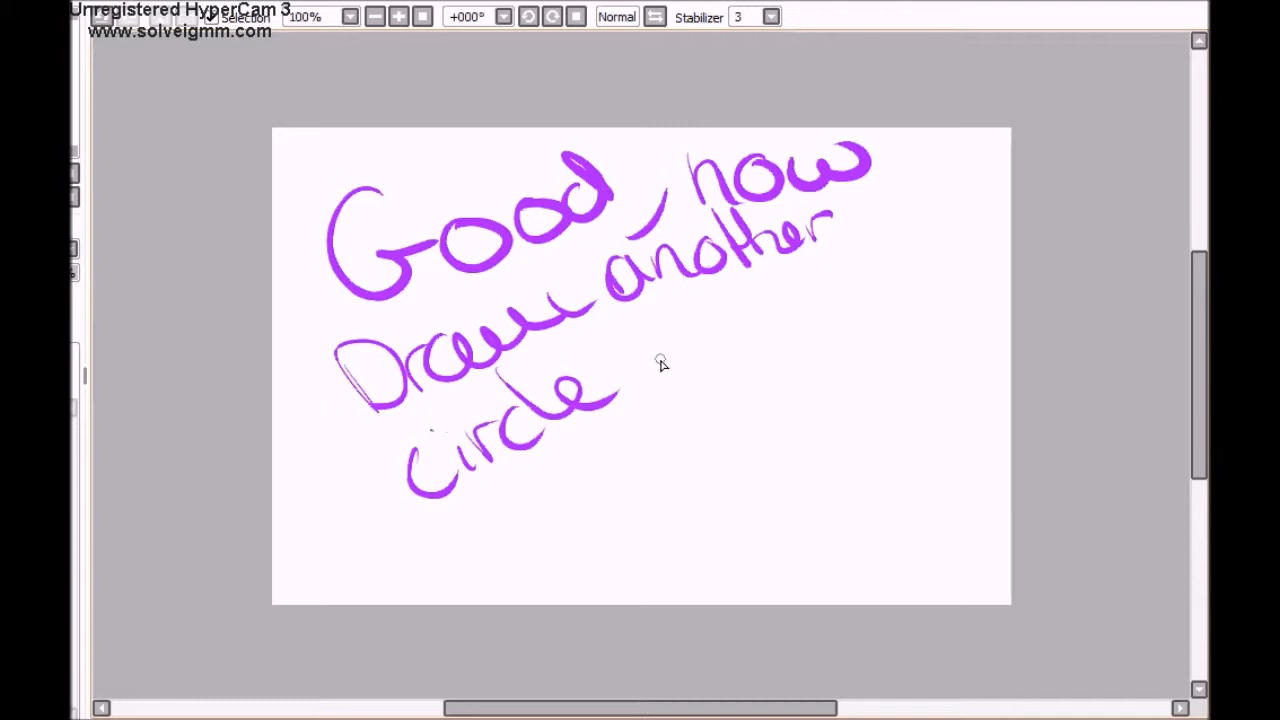 Unregistered HyperCam 3
www.solveigmm.com
Selection 100% +000° Normal Stabilizer 3
Good, now
Draw another
circle